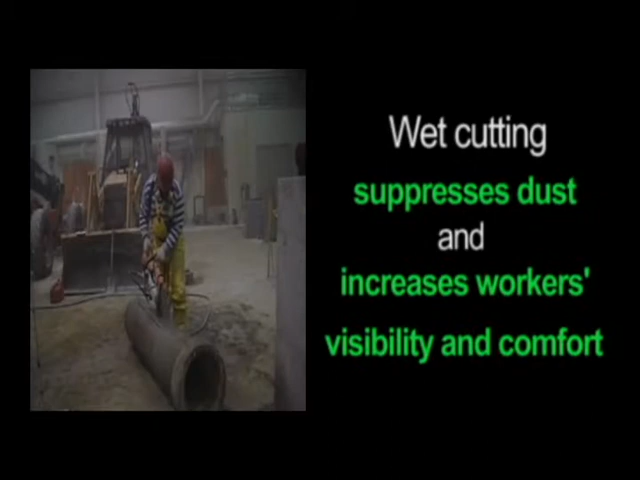 Wet cutting
suppresses dust
and
increases workers'
visibility and comfort